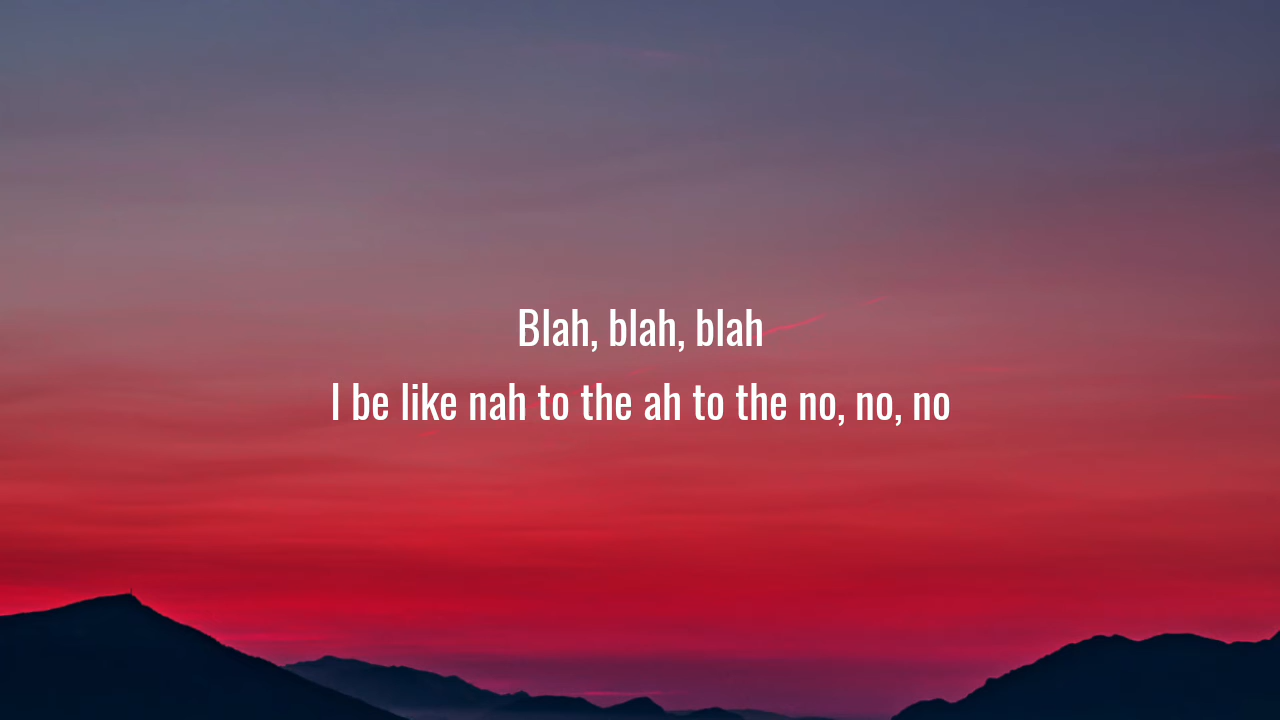 Blah, blah, blah
I be like nah to the ah to the no, no, no